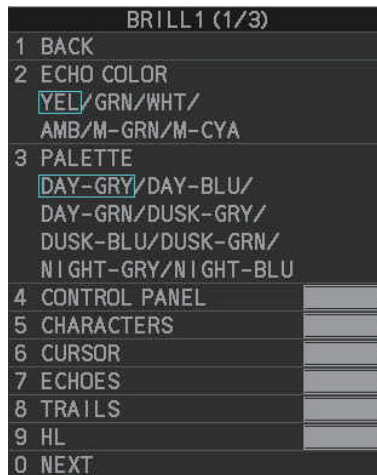 BRILL1 (1/3)
1 BACK
2 ECHO COLOR
YEL/GRN/WHT/
AMB/M-GRN/M-CYA
3 PALETTE
DAY-GRY/DAY-BLU/
DAY-GRN/DUSK-GRY/
DUSK-BLU/DUSK-GRN/
NIGHT-GRY/NIGHT-BLU
4 CONTROL PANEL
5 CHARACTERS
6 CURSOR
7 ECHOES
8 TRAILS
9 HL
0 NEXT